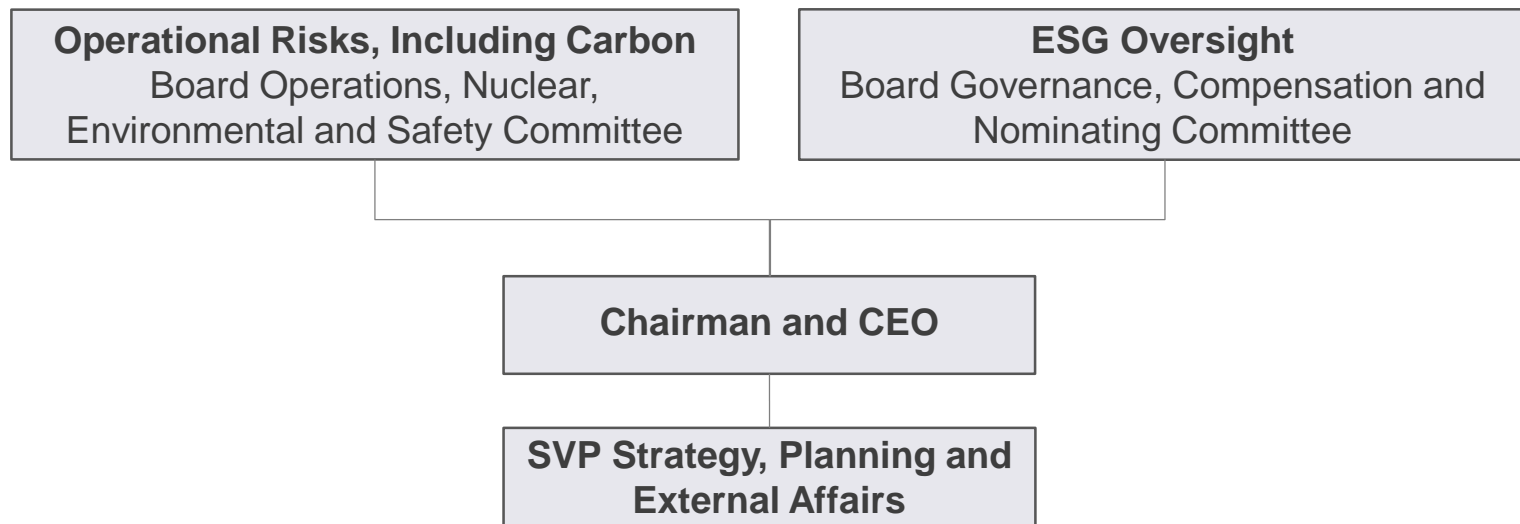 Operational Risks, Including Carbon
Board Operations, Nuclear,
Environmental and Safety Committee
ESG Oversight
Board Governance, Compensation and
Nominating Committee
Chairman and CEO
SVP Strategy, Planning and
External Affairs